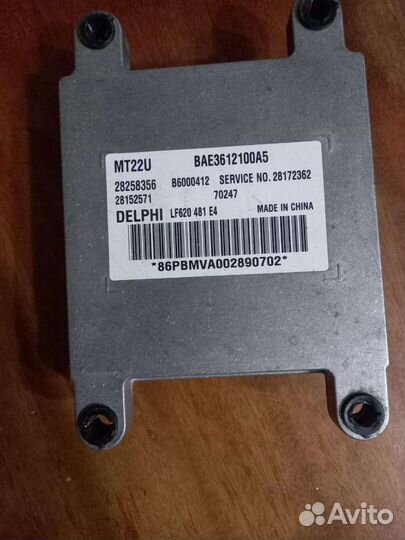 MT22U BAE3612100A5
28258356 B6000412 SERVICE NO. 28172362
28152571 70247
DELPHI LF620 481 E4 MADE IN CHINA
*86PBMVA002890702*
Avito